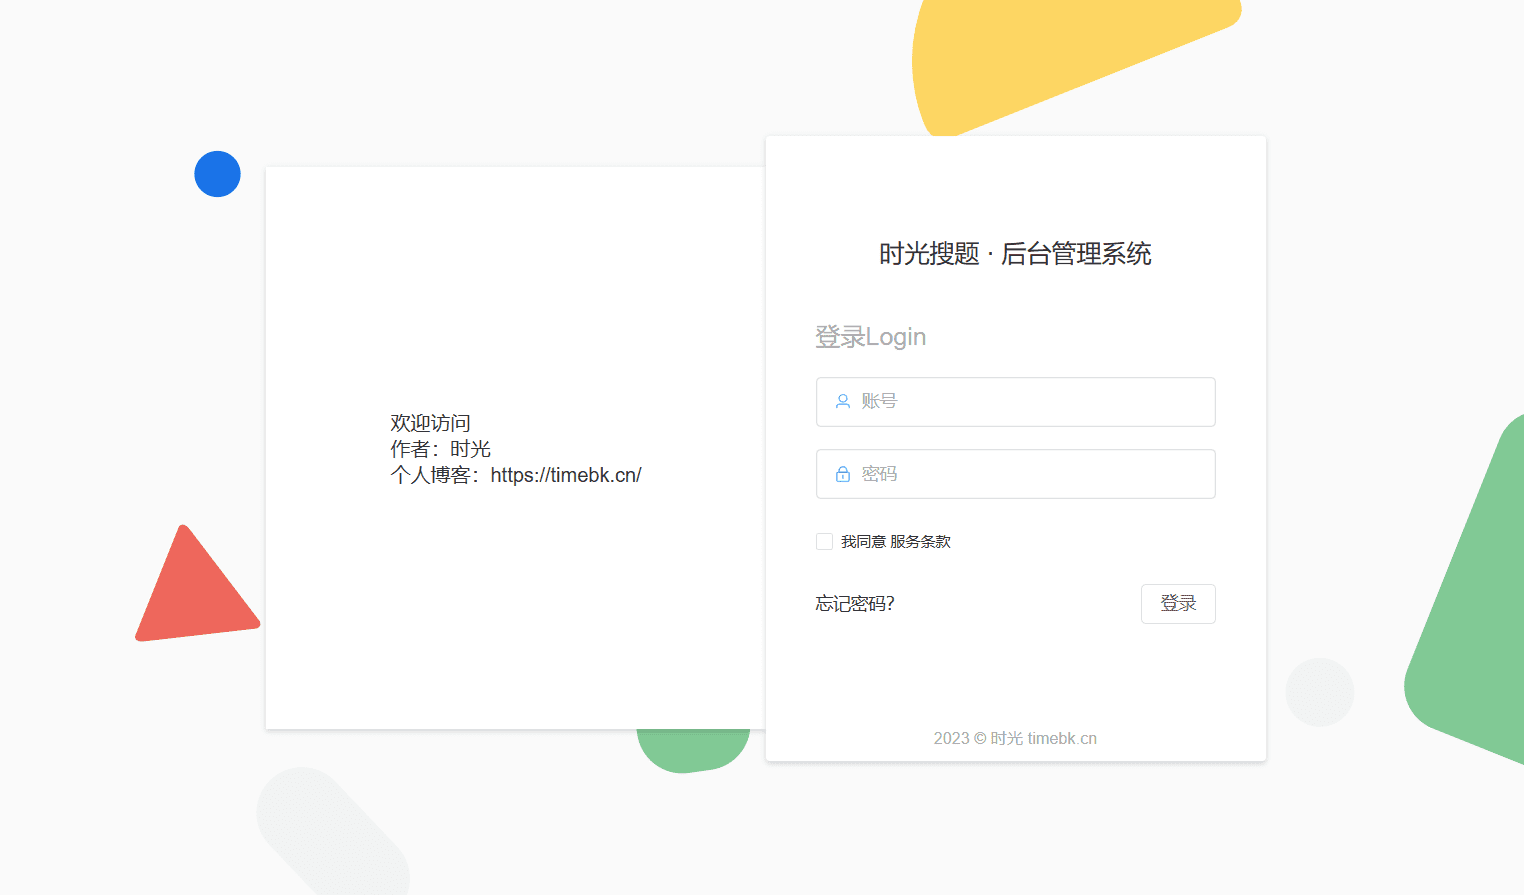 欢迎访问
作者：时光
个人博客：https://timebk.cn/
时光搜题 · 后台管理系统
登录Login
账号
密码
我同意 服务条款
忘记密码？
登录
2023 © 时光 timebk.cn